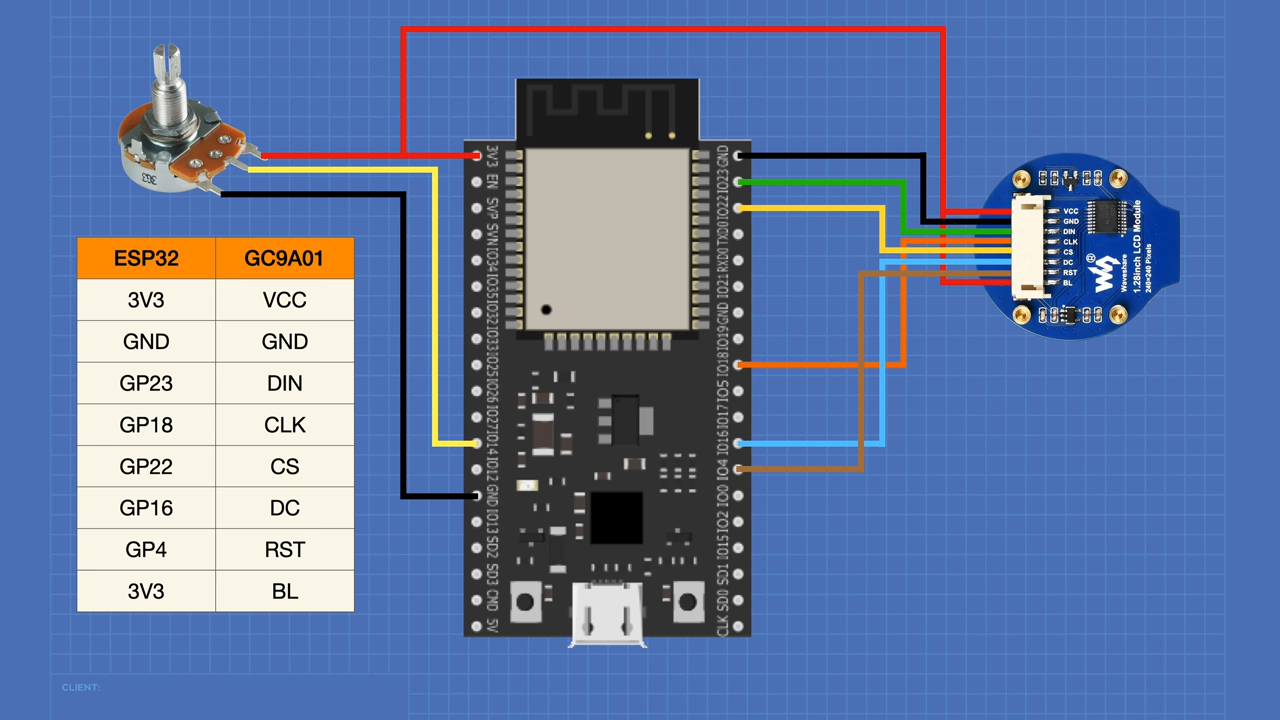 ESP32 GC9A01
3V3 VCC
GND GND
GP23 DIN
GP18 CLK
GP22 CS
GP16 DC
GP4 RST
3V3 BL
3V3
EN
SVP
SVN
IO34
IO35
IO32
IO33
IO25
IO26
IO27
IO14
IO12
GND
IO13
SD2
SD3
CMD
5V
GND
IO23
IO22
TXD0
RXD0
IO21
GND
IO19
IO18
IO5
IO17
IO16
IO4
IO0
IO2
IO15
SD1
SD0
CLK
VCC
GND
DIN
CLK
CS
DC
RST
BL
Waveshare
1.28inch LCD Module
240×240 Pixels
CLIENT: